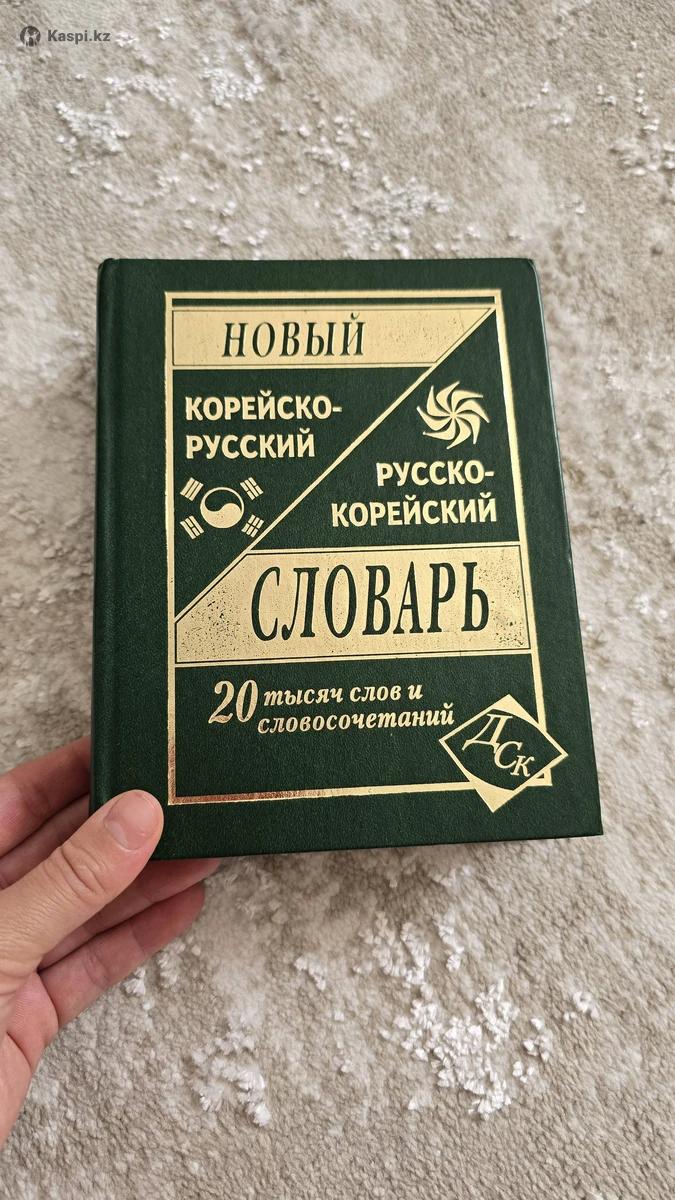 Kaspi.kz
НОВЫЙ
КОРЕЙСКО-
РУССКИЙ
РУССКО-
КОРЕЙСКИЙ
СЛОВАРЬ
20 тысяч слов и
словосочетаний
ДСК